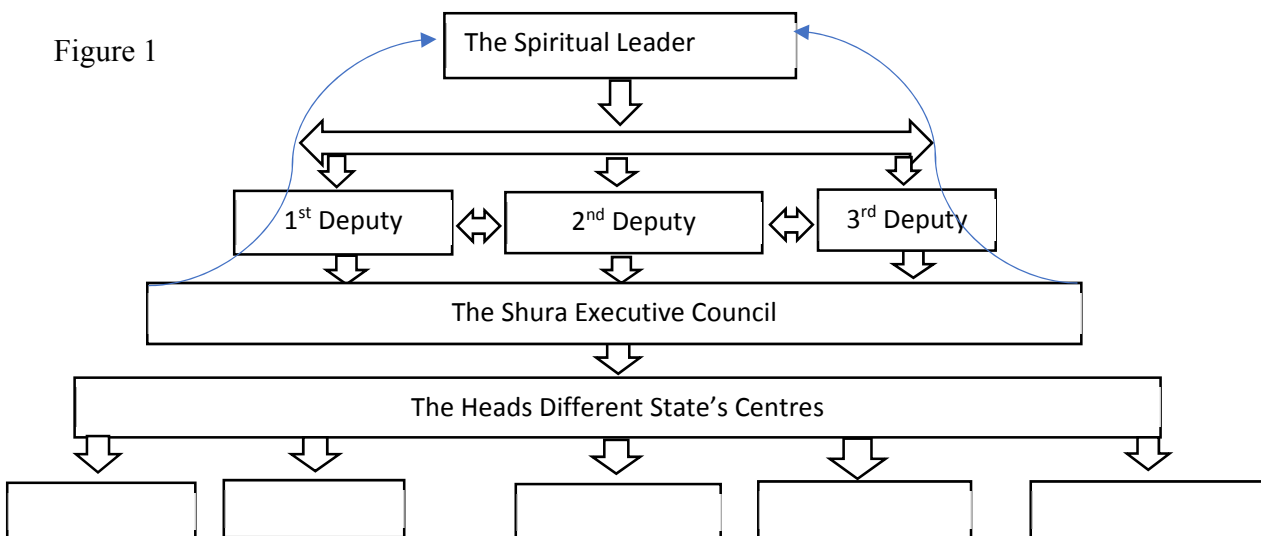 The Spiritual Leader
Figure 1
1st Deputy
2nd Deputy
3rd Deputy
The Shura Executive Council
The Heads Different State’s Centres